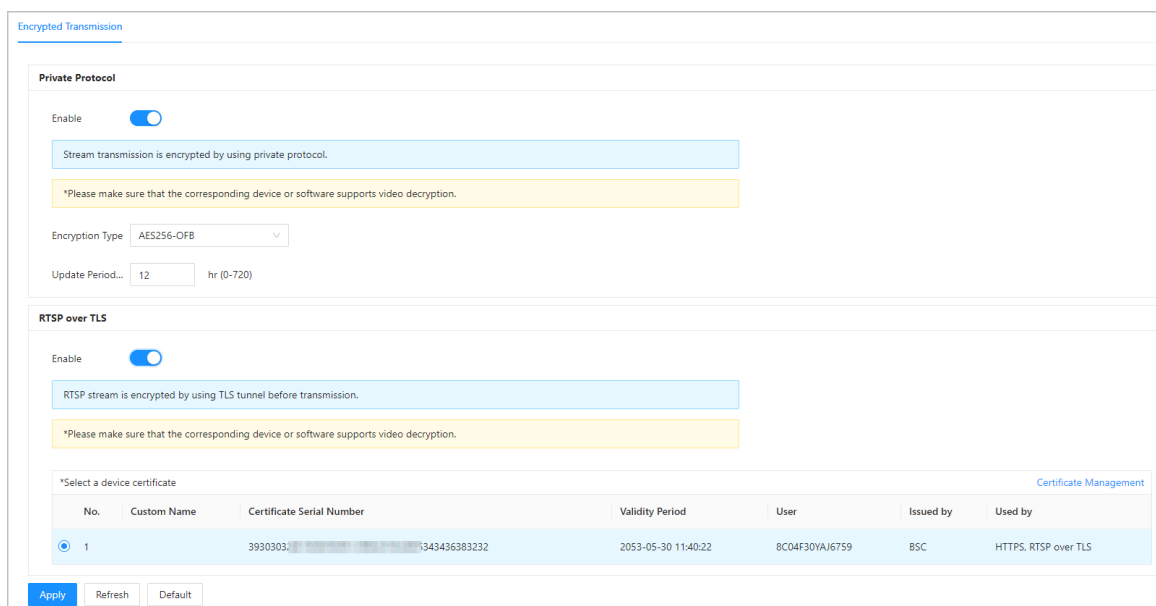 Encrypted Transmission
Private Protocol
Enable
Stream transmission is encrypted by using private protocol.
*Please make sure that the corresponding device or software supports video decryption.
Encryption Type AES256-OFB
Update Period... 12 hr (0-720)
RTSP over TLS
Enable
RTSP stream is encrypted by using TLS tunnel before transmission.
*Please make sure that the corresponding device or software supports video decryption.
*Select a device certificate Certificate Management
No. Custom Name Certificate Serial Number Validity Period User Issued by Used by
1 2053-05-30 11:40:22 8C04F30YAJ6759 BSC HTTPS, RTSP over TLS
Apply Refresh Default